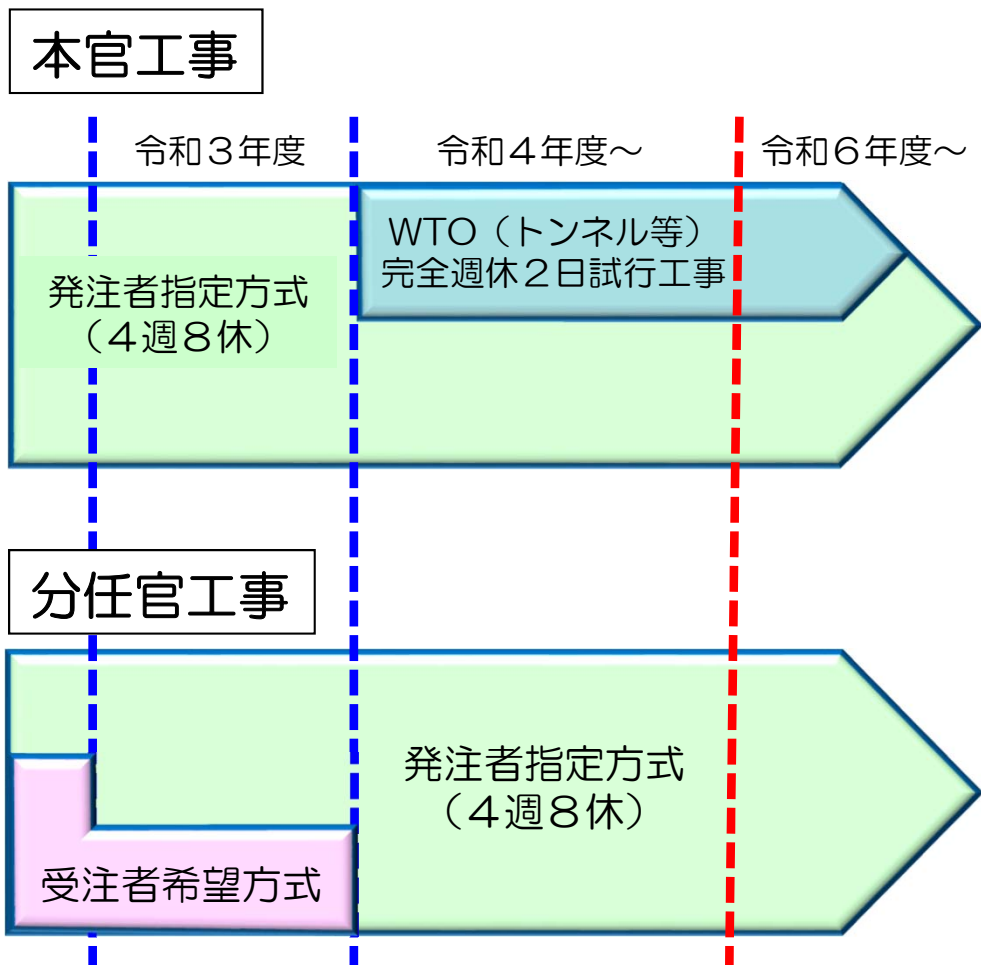 本官工事
令和３年度
令和４年度～
令和６年度～
WTO（トンネル等）
完全週休２日試行工事
発注者指定方式
（４週８休）
分任官工事
発注者指定方式
（４週８休）
受注者希望方式